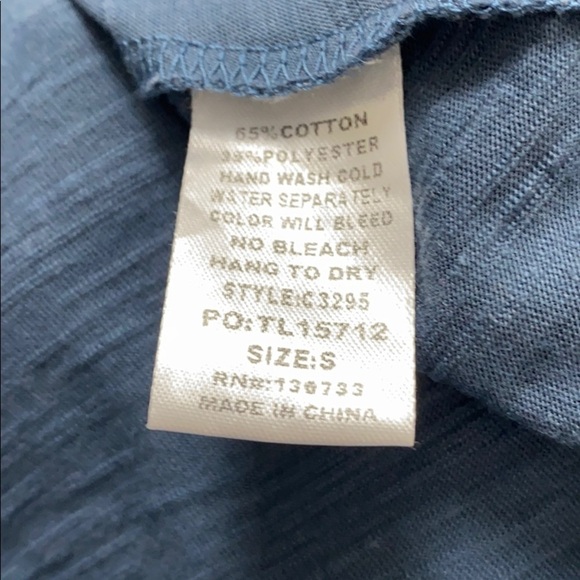 65%COTTON
35%POLYESTER
HAND WASH COLD
WATER SEPARATELY
COLOR WILL BLEED
NO BLEACH
HANG TO DRY
STYLE:C3295
PO:TL15712
SIZE:S
RN#:136733
MADE IN CHINA